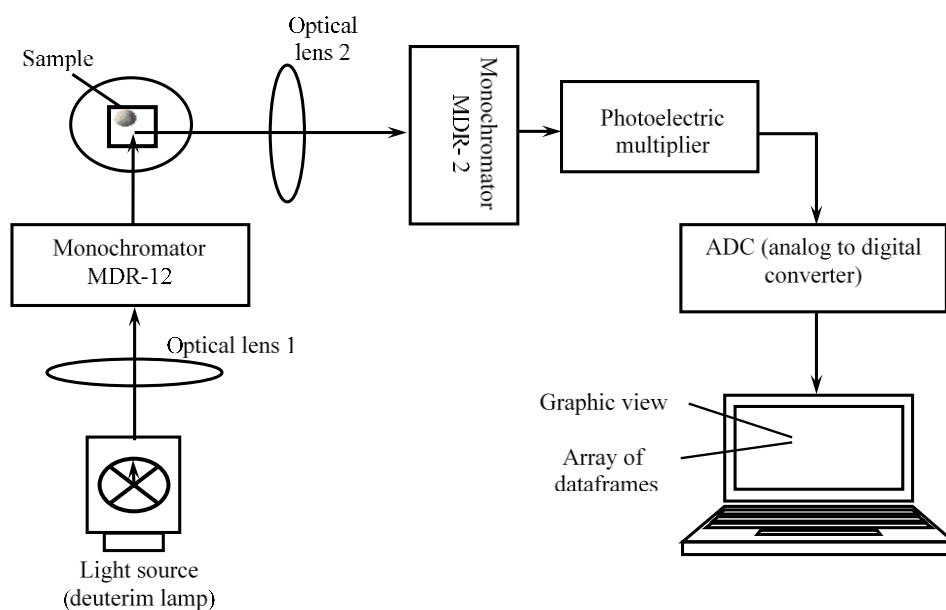 Optical
lens 2
Sample
Monochromator
MDR- 2
Photoelectric
multiplier
Monochromator
MDR-12
ADC (analog to digital
converter)
Optical lens 1
Graphic view
Array of
dataframes
Light source
(deuterim lamp)